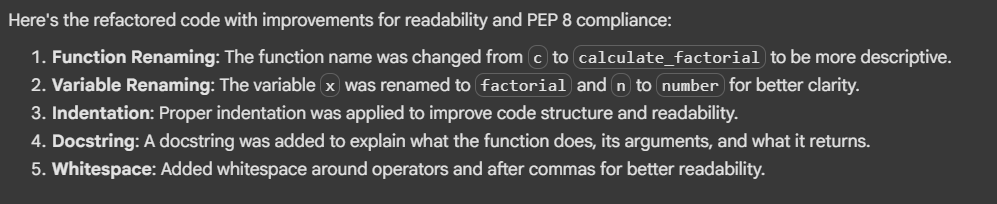 Here's the refactored code with improvements for readability and PEP 8 compliance:
1. Function Renaming: The function name was changed from c to calculate_factorial to be more descriptive.
2. Variable Renaming: The variable x was renamed to factorial and n to number for better clarity.
3. Indentation: Proper indentation was applied to improve code structure and readability.
4. Docstring: A docstring was added to explain what the function does, its arguments, and what it returns.
5. Whitespace: Added whitespace around operators and after commas for better readability.